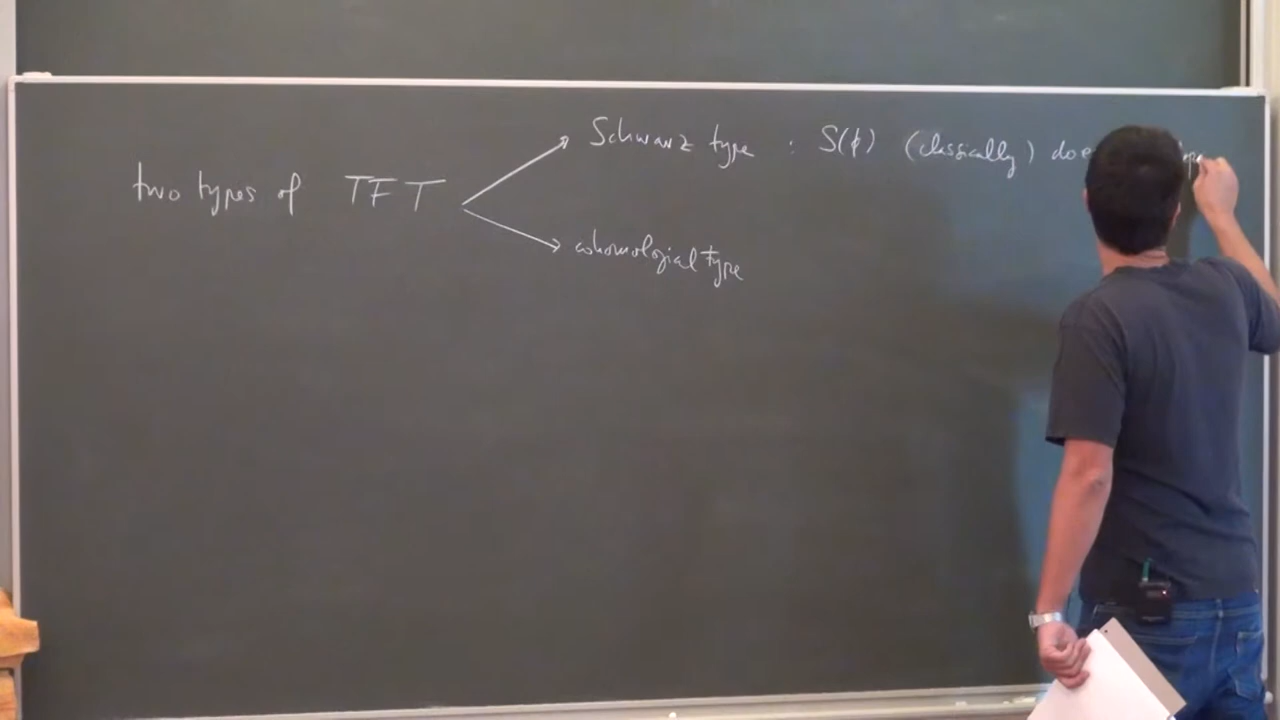 Schwarz type : S(ϕ) (classically) doe
two types of TFT
cohomological type